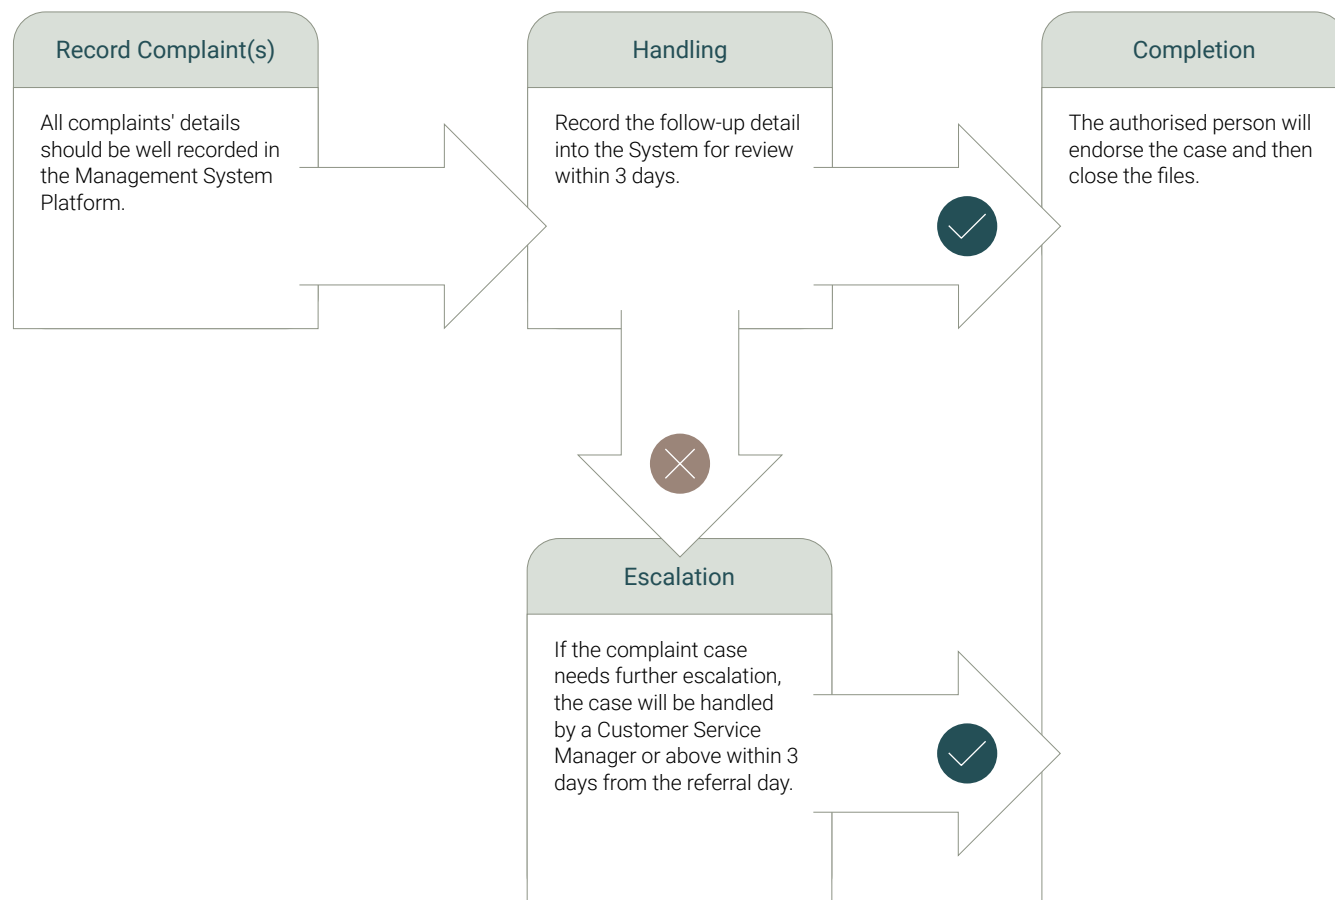 Record Complaint(s)
All complaints' details
should be well recorded in
the Management System
Platform.
Handling
Record the follow-up detail
into the System for review
within 3 days.
Completion
The authorised person will
endorse the case and then
close the files.
Escalation
If the complaint case
needs further escalation,
the case will be handled
by a Customer Service
Manager or above within 3
days from the referral day.